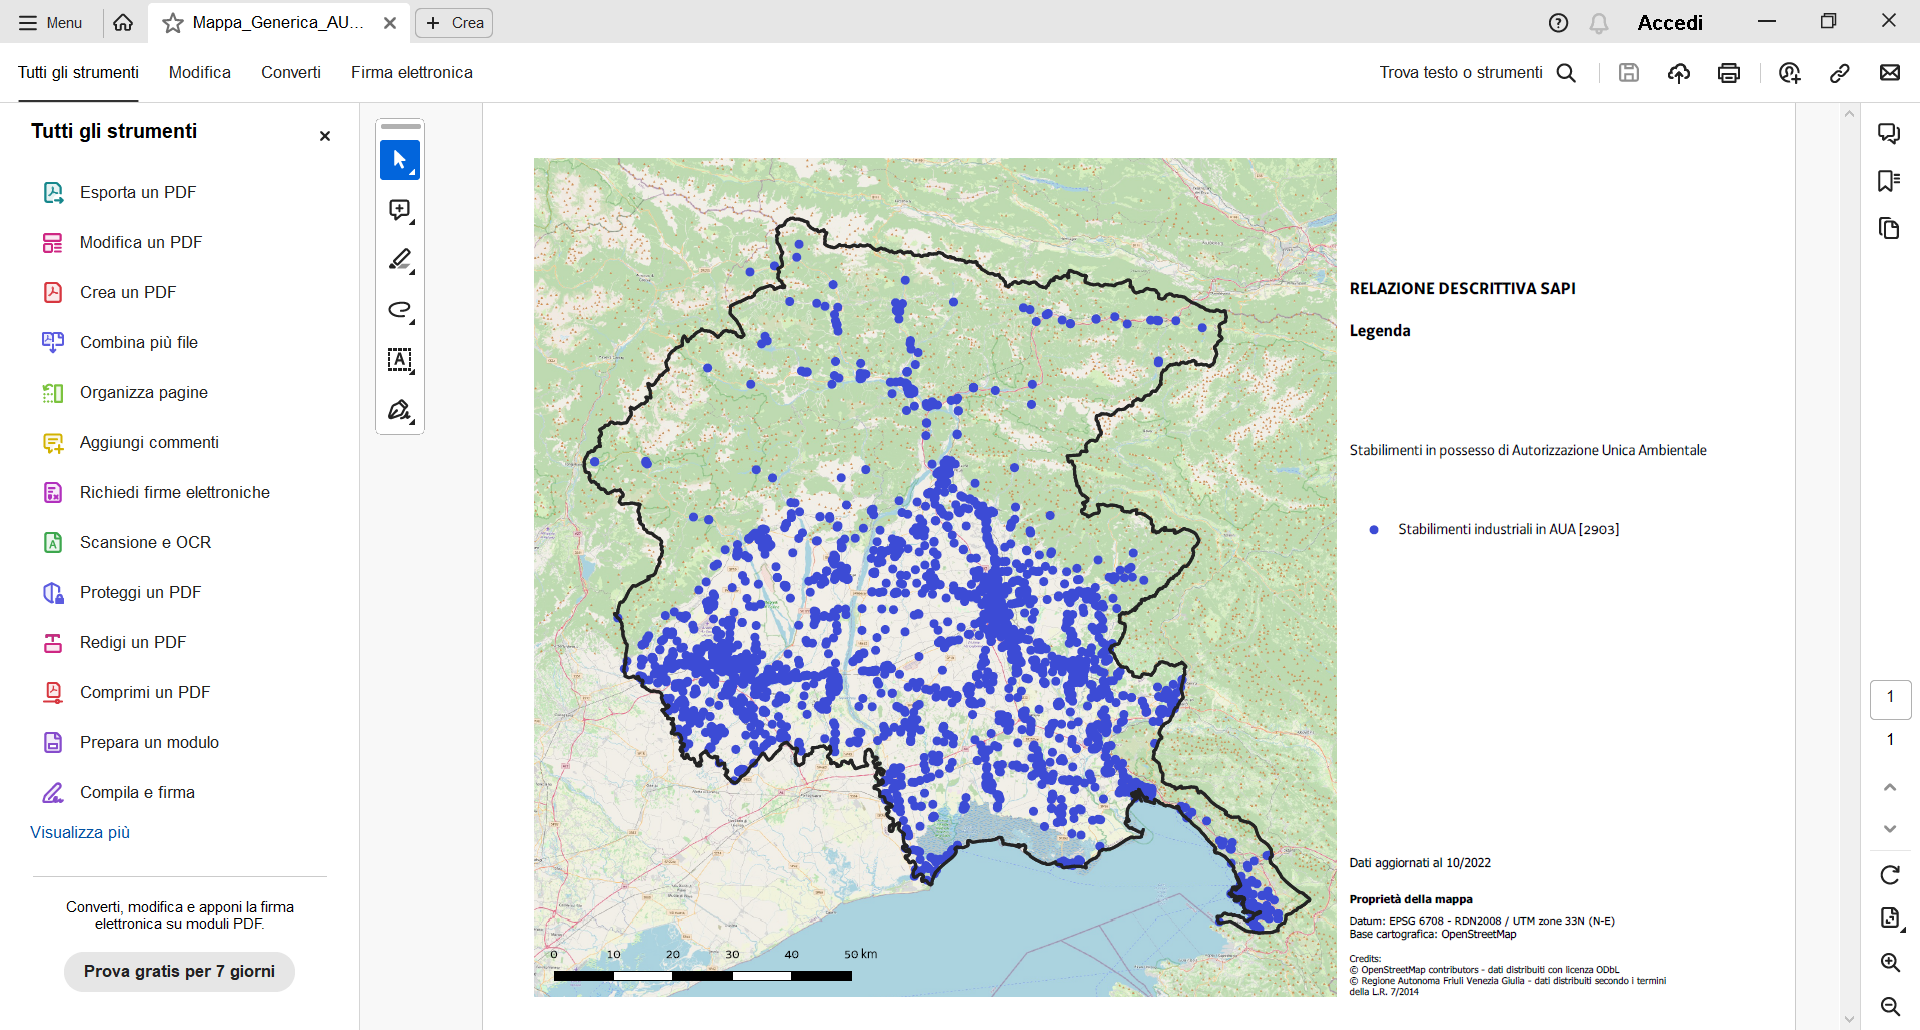 Menu
Mappa_Generica_AU...
Crea
Accedi
Tutti gli strumenti
Modifica
Converti
Firma elettronica
Trova testo o strumenti
Tutti gli strumenti
Esporta un PDF
Modifica un PDF
Crea un PDF
Combina più file
Organizza pagine
Aggiungi commenti
Richiedi firme elettroniche
Scansione e OCR
Proteggi un PDF
Redigi un PDF
Comprimi un PDF
Prepara un modulo
Compila e firma
Visualizza più
Converti, modifica e apponi la firma
elettronica su moduli PDF.
Prova gratis per 7 giorni
0 10 20 30 40 50 km
RELAZIONE DESCRITTIVA SAPI
Legenda
Stabilimenti in possesso di Autorizzazione Unica Ambientale
Stabilimenti industriali in AUA [2903]
Dati aggiornati al 10/2022
Proprietà della mappa
Datum: EPSG 6708 - RDN2008 / UTM zone 33N (N-E)
Base cartografica: OpenStreetMap
Credits:
© OpenStreetMap contributors - dati distribuiti con licenza ODbL
© Regione Autonoma Friuli Venezia Giulia - dati distribuiti secondo i termini
della L.R. 7/2014
1
1